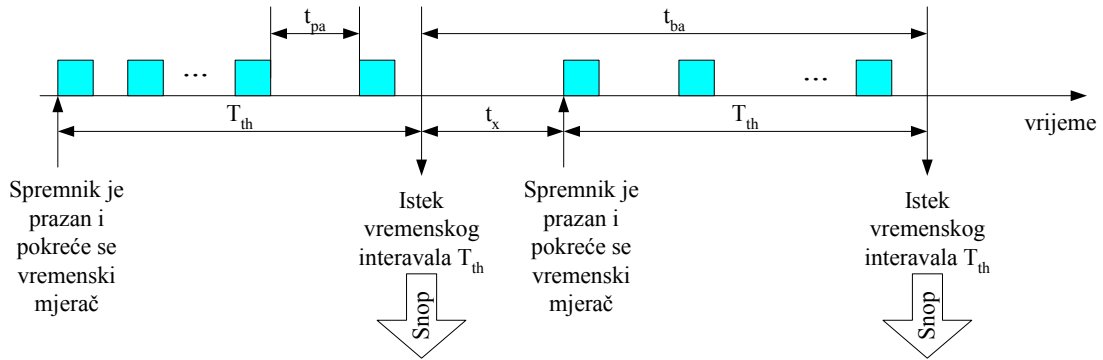 t_pa
t_ba
...
...
T_th
t_x
T_th
vrijeme
Spremnik je
prazan i
pokreće se
vremenski
mjerač
Istek
vremenskog
interavala T_th
Snop
Spremnik je
prazan i
pokreće se
vremenski
mjerač
Istek
vremenskog
interavala T_th
Snop